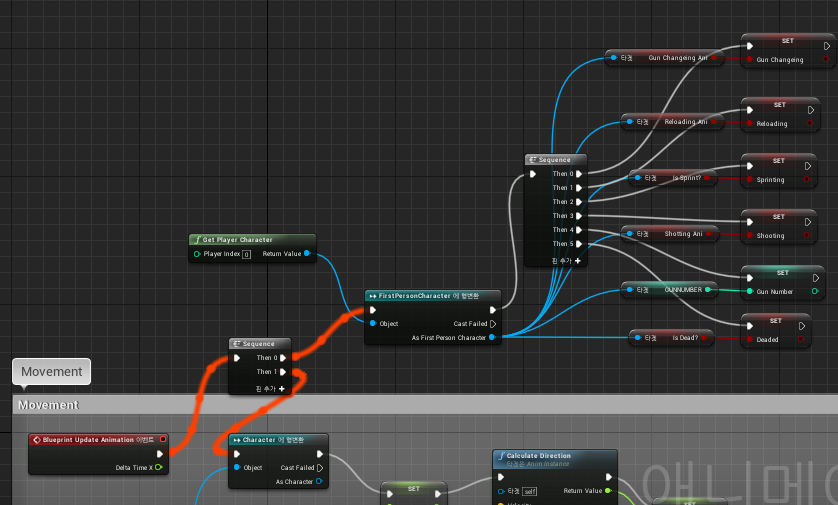 SET
타겟 Gun Changeing Ani
Gun Changeing
SET
타겟 Reloading Ani
Reloading
Sequence
Then 0
SET
타겟 Is Sprint?
Then 1
Sprinting
Then 2
Then 3
SET
Then 4
타겟 Shotting Ani
Shooting
Then 5
핀 추가 +
Get Player Character
Player Index 0 Return Value
SET
타겟 GUNNUMBER
Gun Number
FirstPersonCharacter 에 형변환
Object Cast Failed
As First Person Character
SET
타겟 Is Dead?
Deaded
Sequence
Then 0
Then 1
핀 추가 +
Movement
Movement
Blueprint Update Animation 이벤트
Delta Time X
Character 에 형변환
Object Cast Failed
As Character
SET
Calculate Direction
타겟은 Anim Instance
타겟 self Return Value
Velocity
SET
애니메이